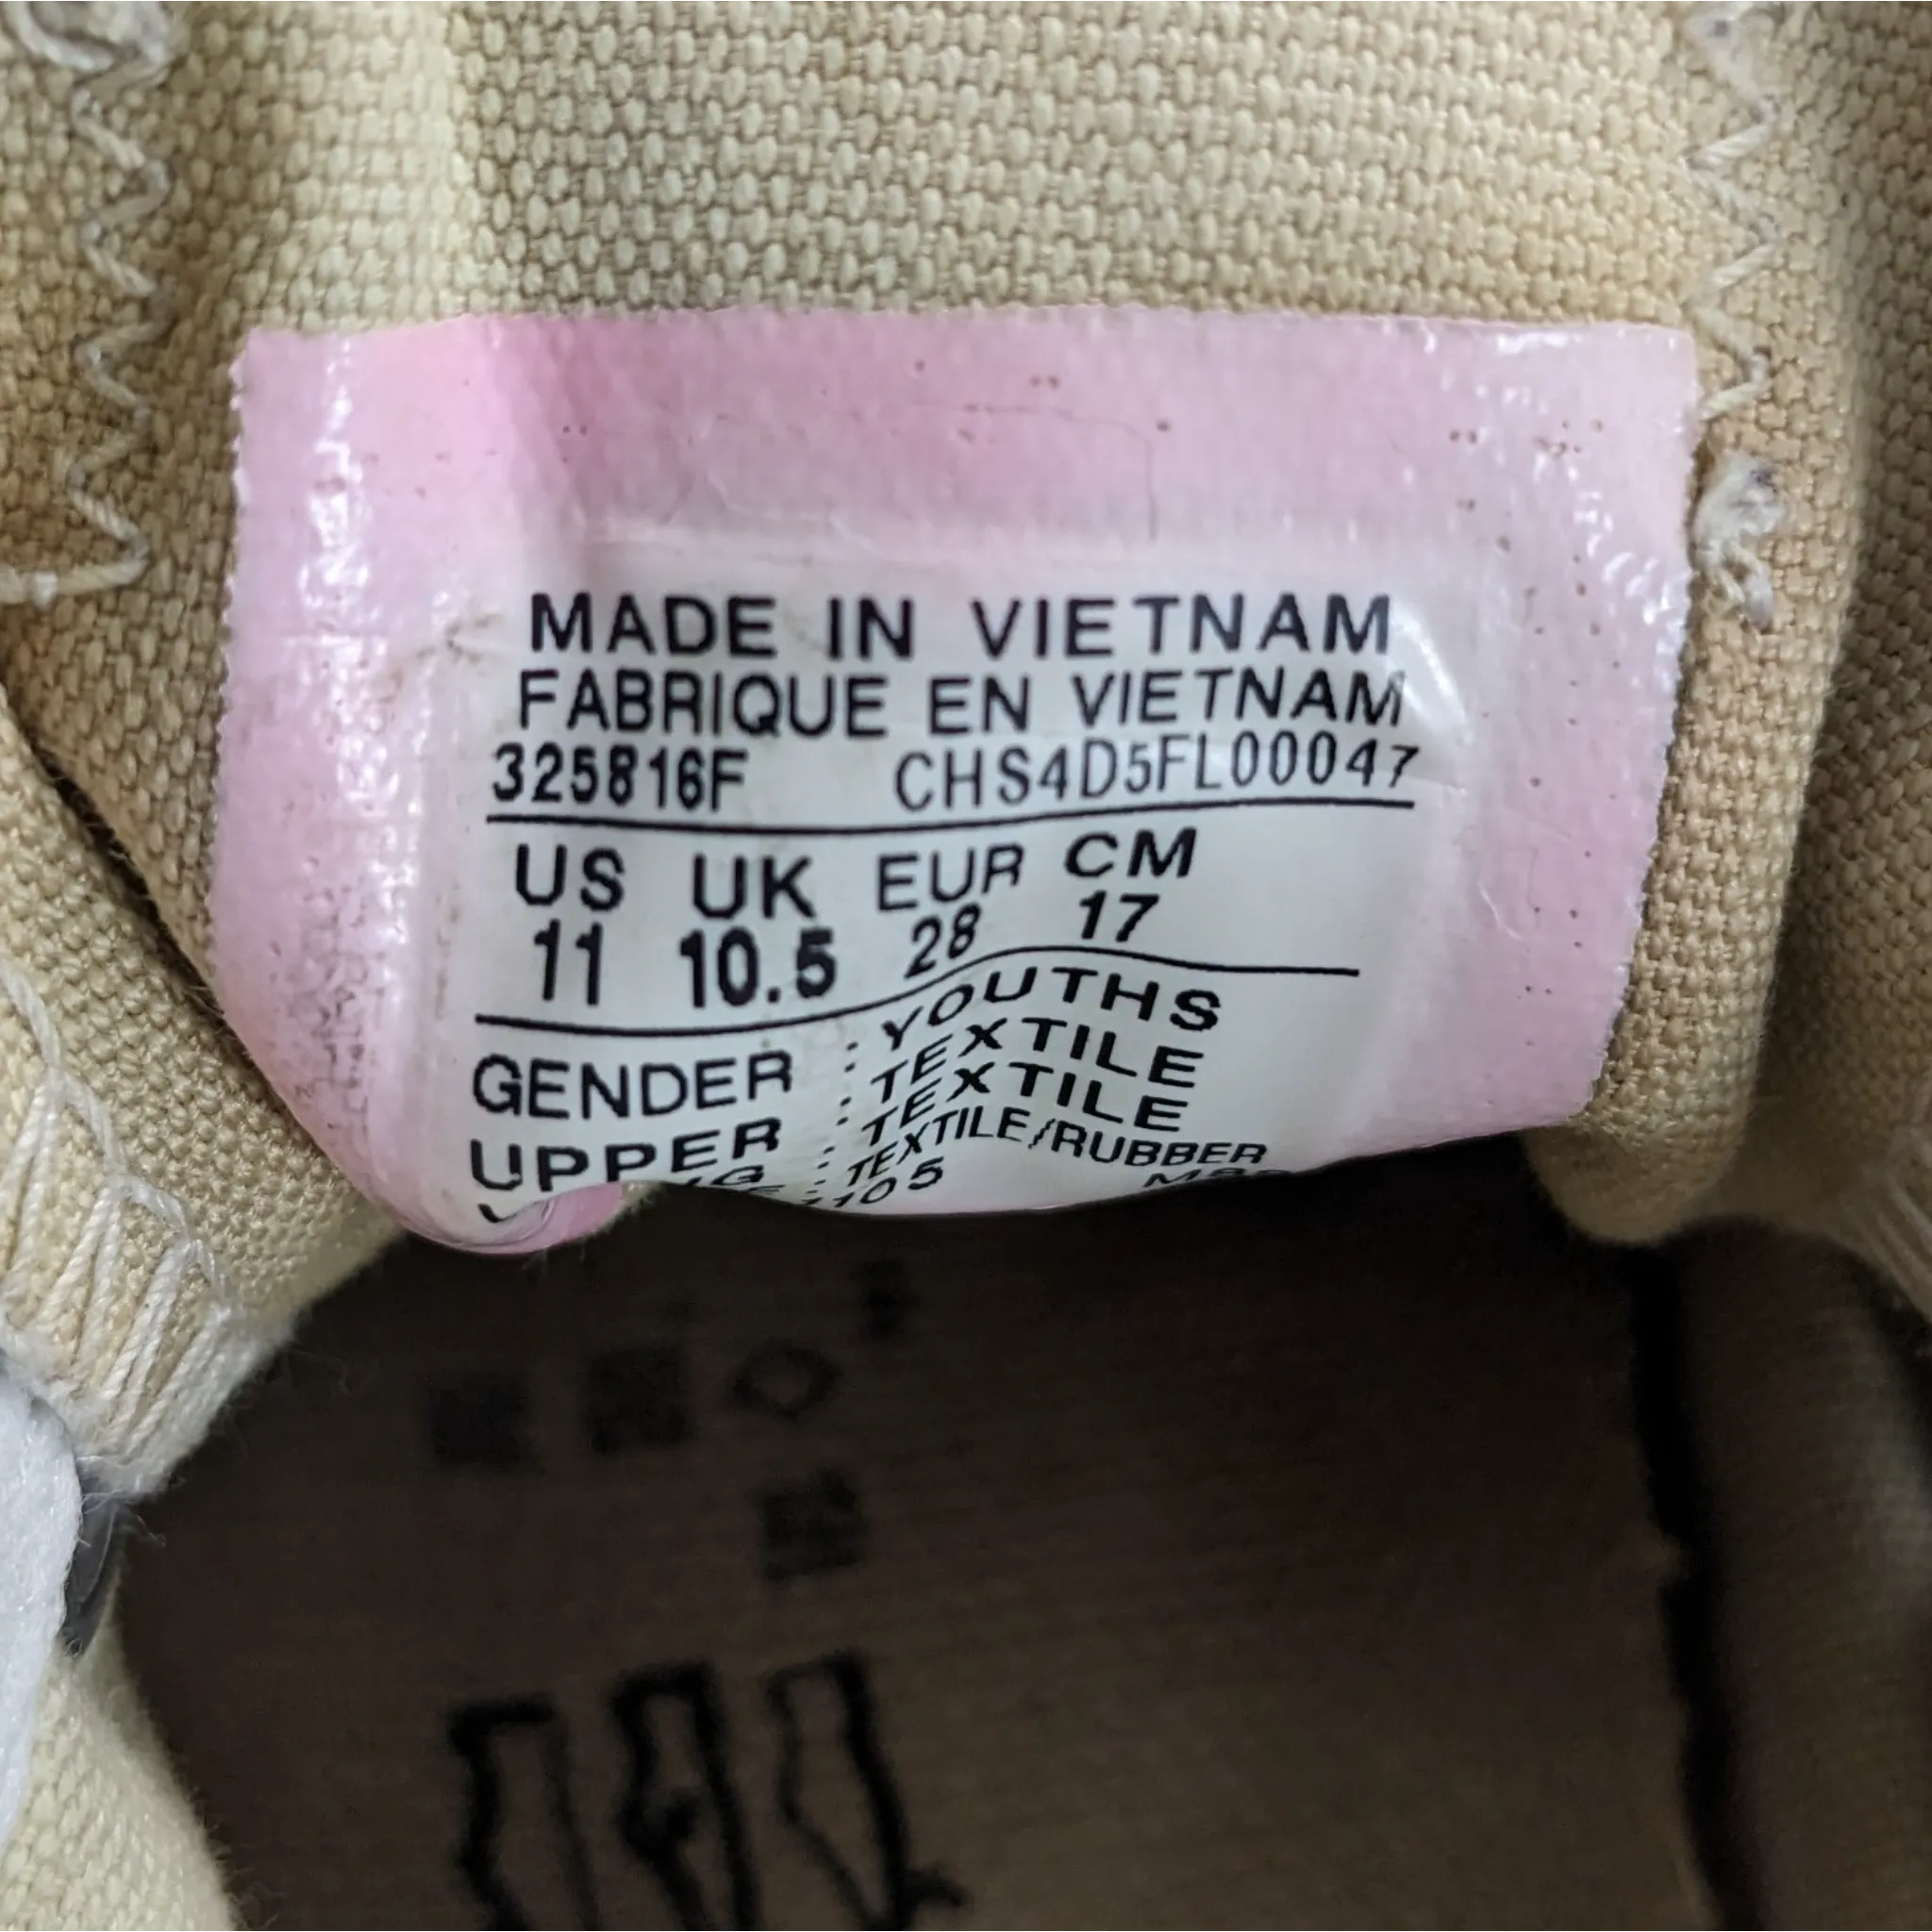 MADE IN VIETNAM
FABRIQUE EN VIETNAM
325816F CHS4D5FL00047
US UK EUR CM
11 10.5 28 17
GENDER : YOUTHS
UPPER : TEXTILE
: TEXTILE
: TEXTILE/RUBBER